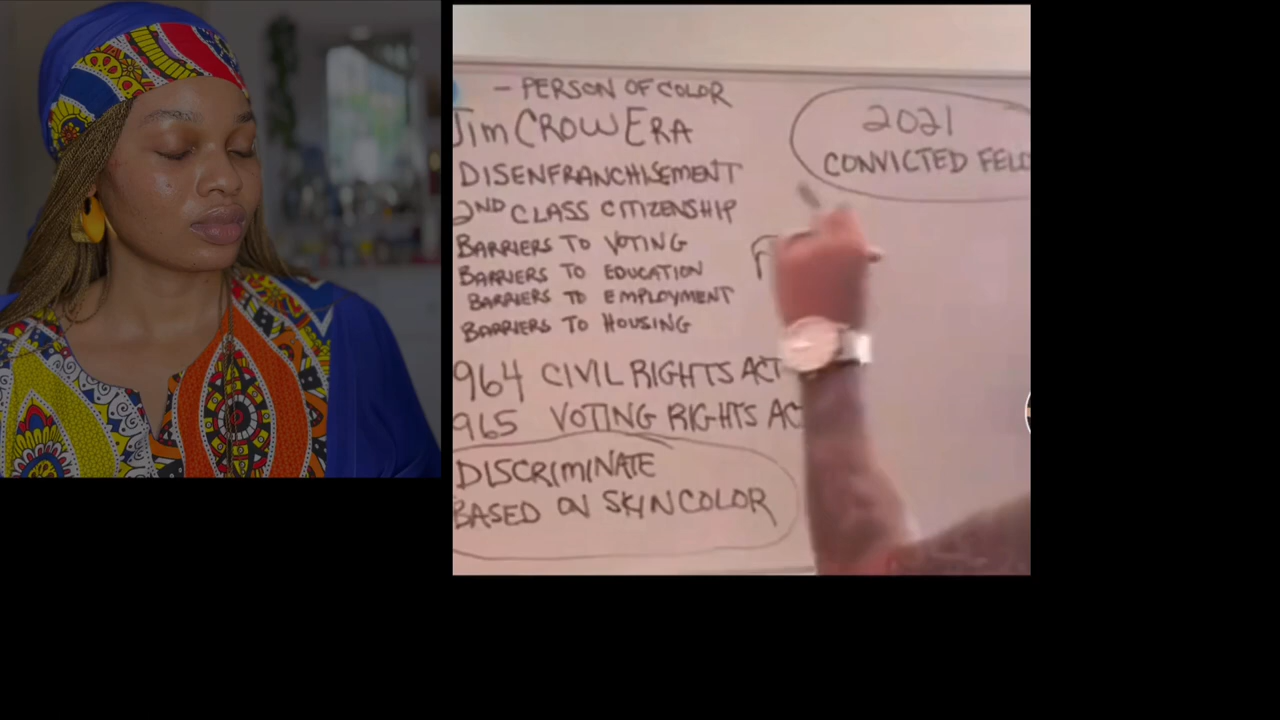 - PERSON OF COLOR
Jim CROW ERA
DISENFRANCHISEMENT
2ND CLASS CITIZENSHIP
BARRIERS TO VOTING
BARRIERS TO EDUCATION
BARRIERS TO EMPLOYMENT
BARRIERS TO HOUSING
964 CIVIL RIGHTS ACT
965 VOTING RIGHTS AC
DISCRIMINATE
BASED ON SKIN COLOR
2021
CONVICTED FELO